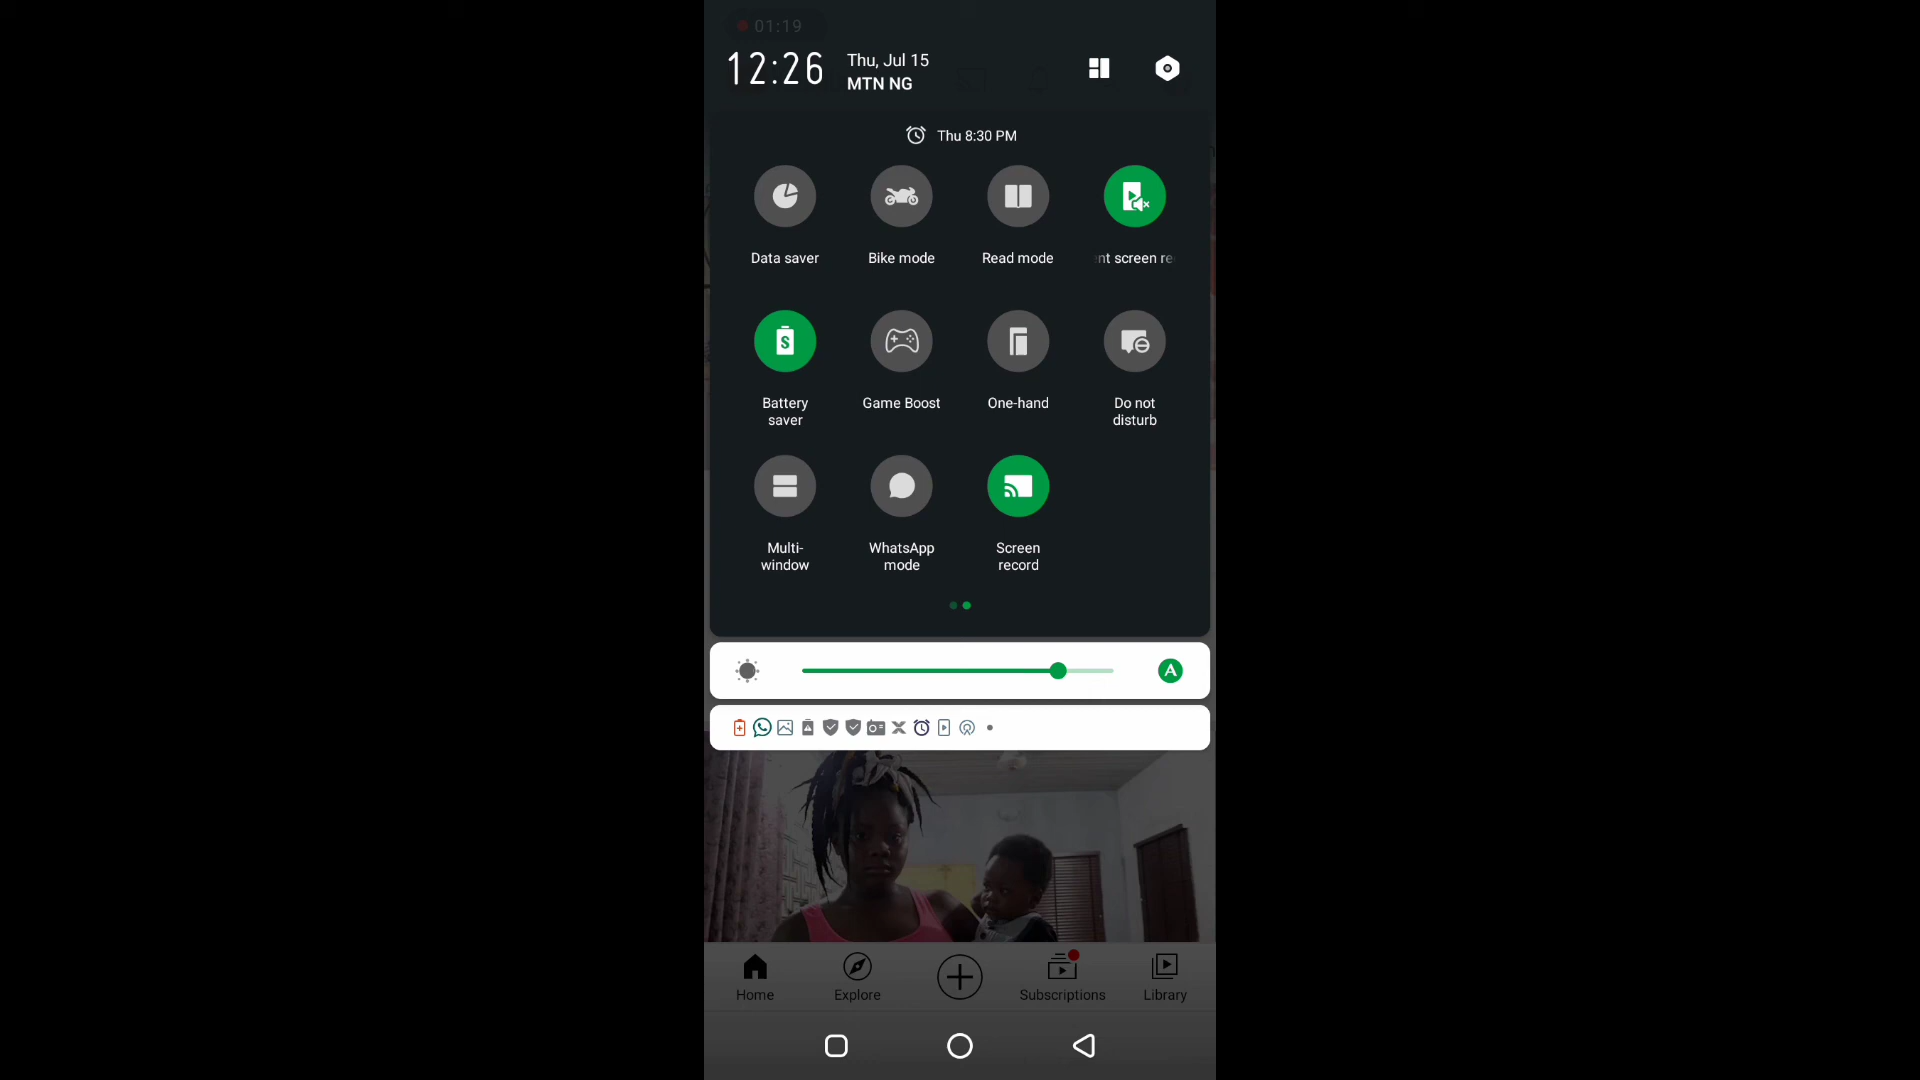 01:19
12:26
Thu, Jul 15
MTN NG
Thu 8:30 PM
Data saver
Bike mode
Read mode
nt screen re
S
Battery
saver
Game Boost
One-hand
Do not
disturb
Multi-
window
WhatsApp
mode
Screen
record
A
Home
Explore
Subscriptions
Library